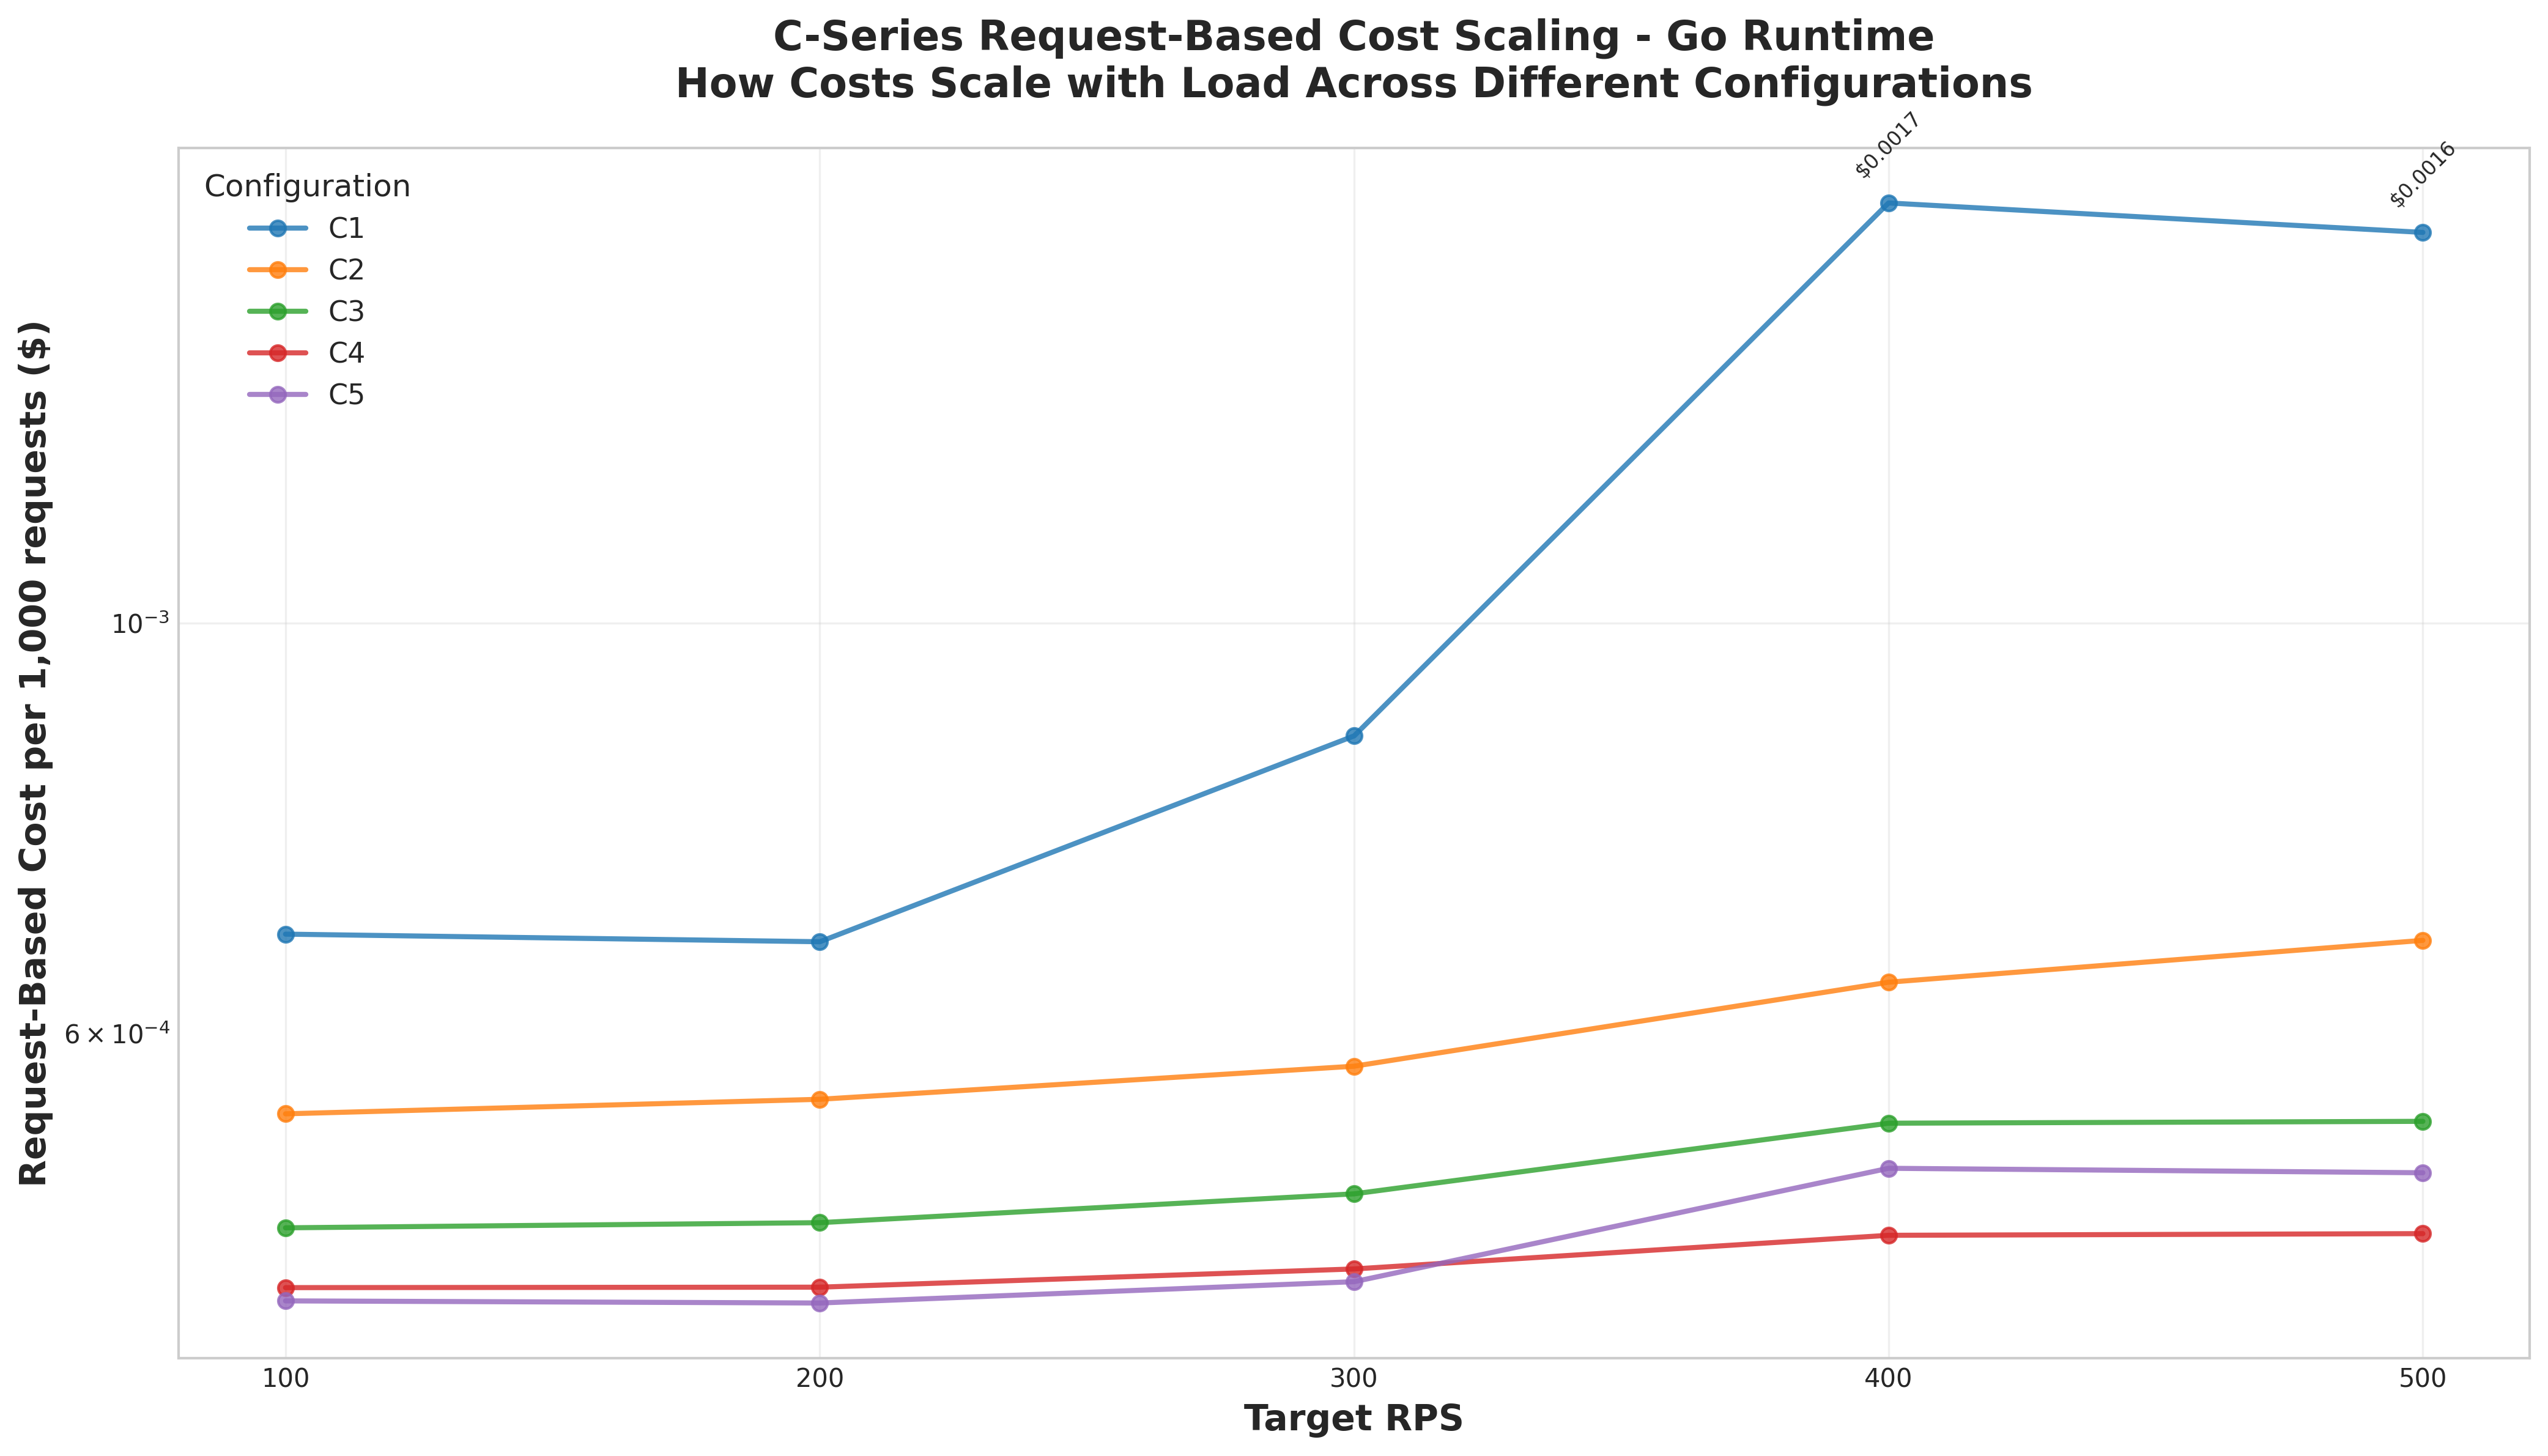 C-Series Request-Based Cost Scaling - Go Runtime
How Costs Scale with Load Across Different Configurations
$0.0017
$0.0016
Configuration
C1
C2
C3
C4
C5
Request-Based Cost per 1,000 requests ($)
10⁻³
6 × 10⁻⁴
100 200 300 400 500
Target RPS